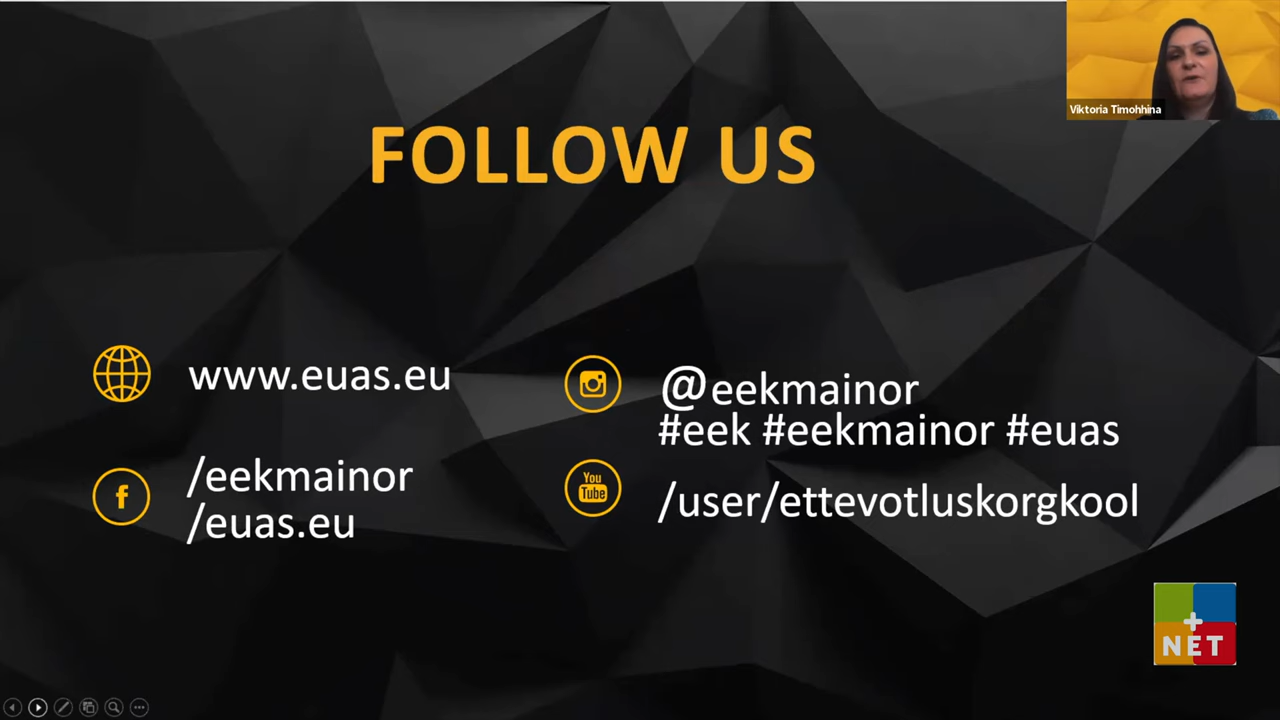 Viktoria Timohhina
FOLLOW US
www.euas.eu
/eekmainor
/euas.eu
@eekmainor
#eek #eekmainor #euas
You
Tube
/user/ettevotluskorgkool
+
NET